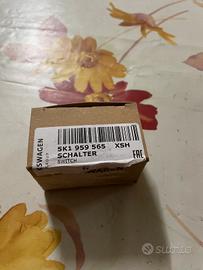 5K1 959 565   XSH
SCHALTER
SWITCH
EAC
SWAGEN
subito